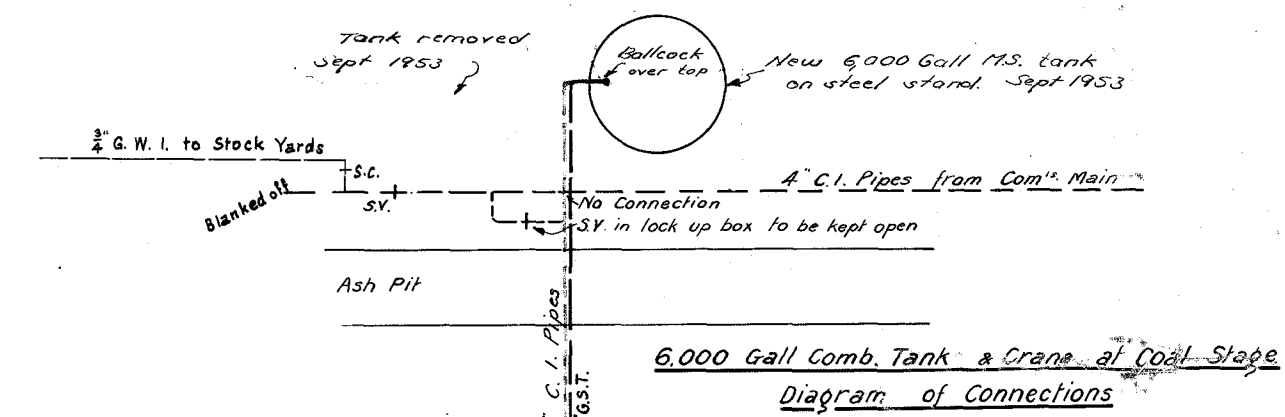 Tank removed
Sept 1953
Ballcock
over top
New 6,000 Gall M.S. tank
on steel stand. Sept 1953
3/4" G.W.I. to Stock Yards
S.C.
Blanked off
S.V.
4" C.I. Pipes from Com'rs. Main
No Connection
S.V. in lock up box to be kept open
Ash Pit
C. I. Pipes
G.S.T.
6,000 Gall Comb. Tank & Crane at Coal Stage
Diagram of Connections